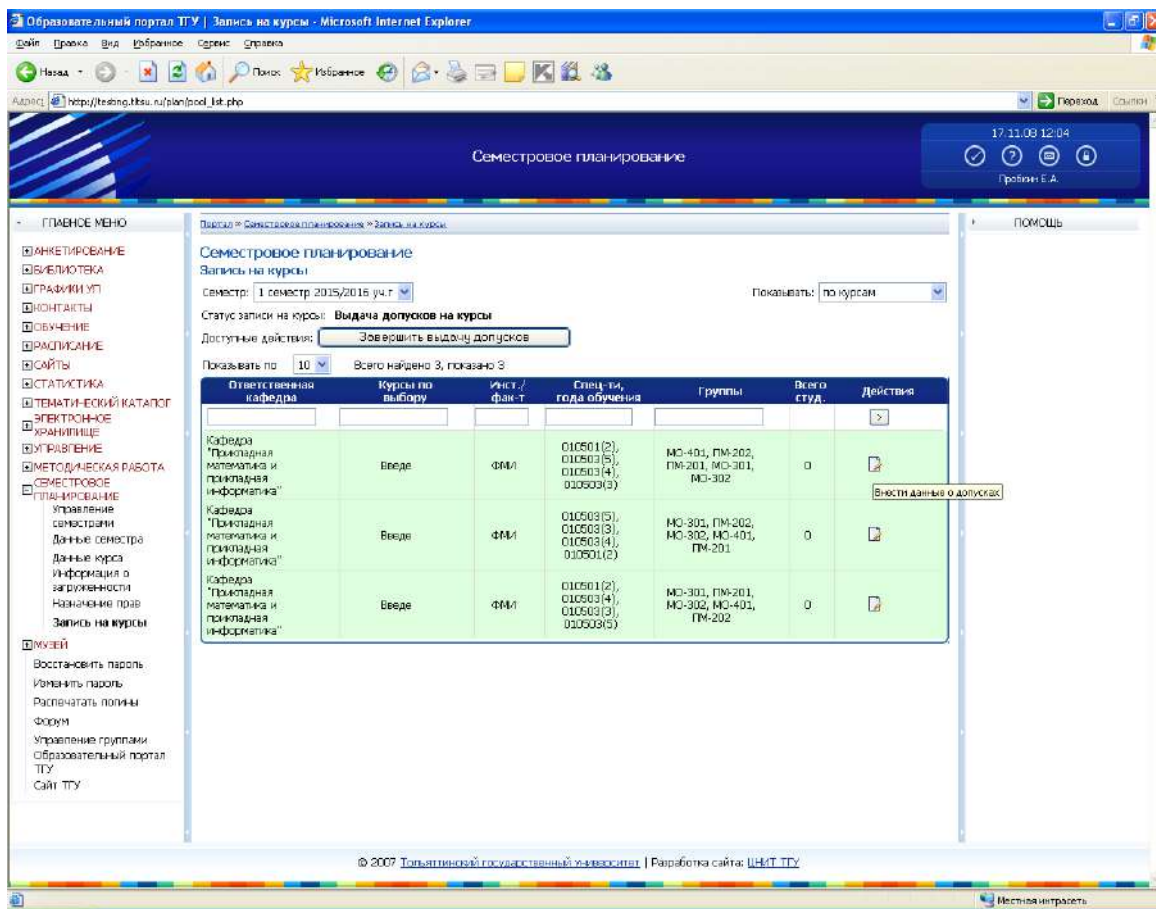 Образовательный портал ТГУ | Запись на курсы - Microsoft Internet Explorer
Файл Правка Вид Избранное Сервис Справка
Назад Поиск Избранное
Адрес: http://testing.tltsu.ru/plan/pool_list.php Переход Ссылки
Семестровое планирование
17.11.08 12:04
Пробкин Е.А.
ГЛАВНОЕ МЕНЮ
АНКЕТИРОВАНИЕ
БИБЛИОТЕКА
ГРАФИКИ УП
КОНТАКТЫ
ОБУЧЕНИЕ
РАСПИСАНИЕ
САЙТЫ
СТАТИСТИКА
ТЕМАТИЧЕСКИЙ КАТАЛОГ
ЭЛЕКТРОННОЕ
ХРАНИЛИЩЕ
УПРАВЛЕНИЕ
МЕТОДИЧЕСКАЯ РАБОТА
СЕМЕСТРОВОЕ
ПЛАНИРОВАНИЕ
Управление
семестрами
Данные семестра
Данные курса
Информация о
загруженности
Назначение прав
Запись на курсы
МУЗЕЙ
Восстановить пароль
Изменить пароль
Распечатать логины
Форум
Управление группами
Образовательный портал
ТГУ
Сайт ТГУ
Портал » Семестровое планирование » Запись на курсы
Семестровое планирование
Запись на курсы
Семестр: 1 семестр 2015/2016 уч.г Показывать: по курсам
Статус записи на курсы: Выдача допусков на курсы
Доступные действия: Завершить выдачу допусков
Показывать по 10 Всего найдено 3, показано 3
Ответственная
кафедра
Курсы по
выбору
Инст./
фак-т
Спец-ти,
года обучения
Группы
Всего
студ.
Действия
>
Кафедра
"Прикладная
математика и
прикладная
информатика"
Введе
ФМИ
010501(2),
010503(5),
010503(4),
010503(3)
МО-401, ПМ-202,
ПМ-201, МО-301,
МО-302
0
Внести данные о допусках
Кафедра
"Прикладная
математика и
прикладная
информатика"
Введе
ФМИ
010503(5),
010503(3),
010503(4),
010501(2)
МО-301, ПМ-202,
МО-302, МО-401,
ПМ-201
0
Кафедра
"Прикладная
математика и
прикладная
информатика"
Введе
ФМИ
010501(2),
010503(4),
010503(3),
010503(5)
МО-301, ПМ-201,
МО-302, МО-401,
ПМ-202
0
ПОМОЩЬ
© 2007 Тольяттинский государственный университет | Разработка сайта: ЦНИТ ТГУ
Местная интрасеть